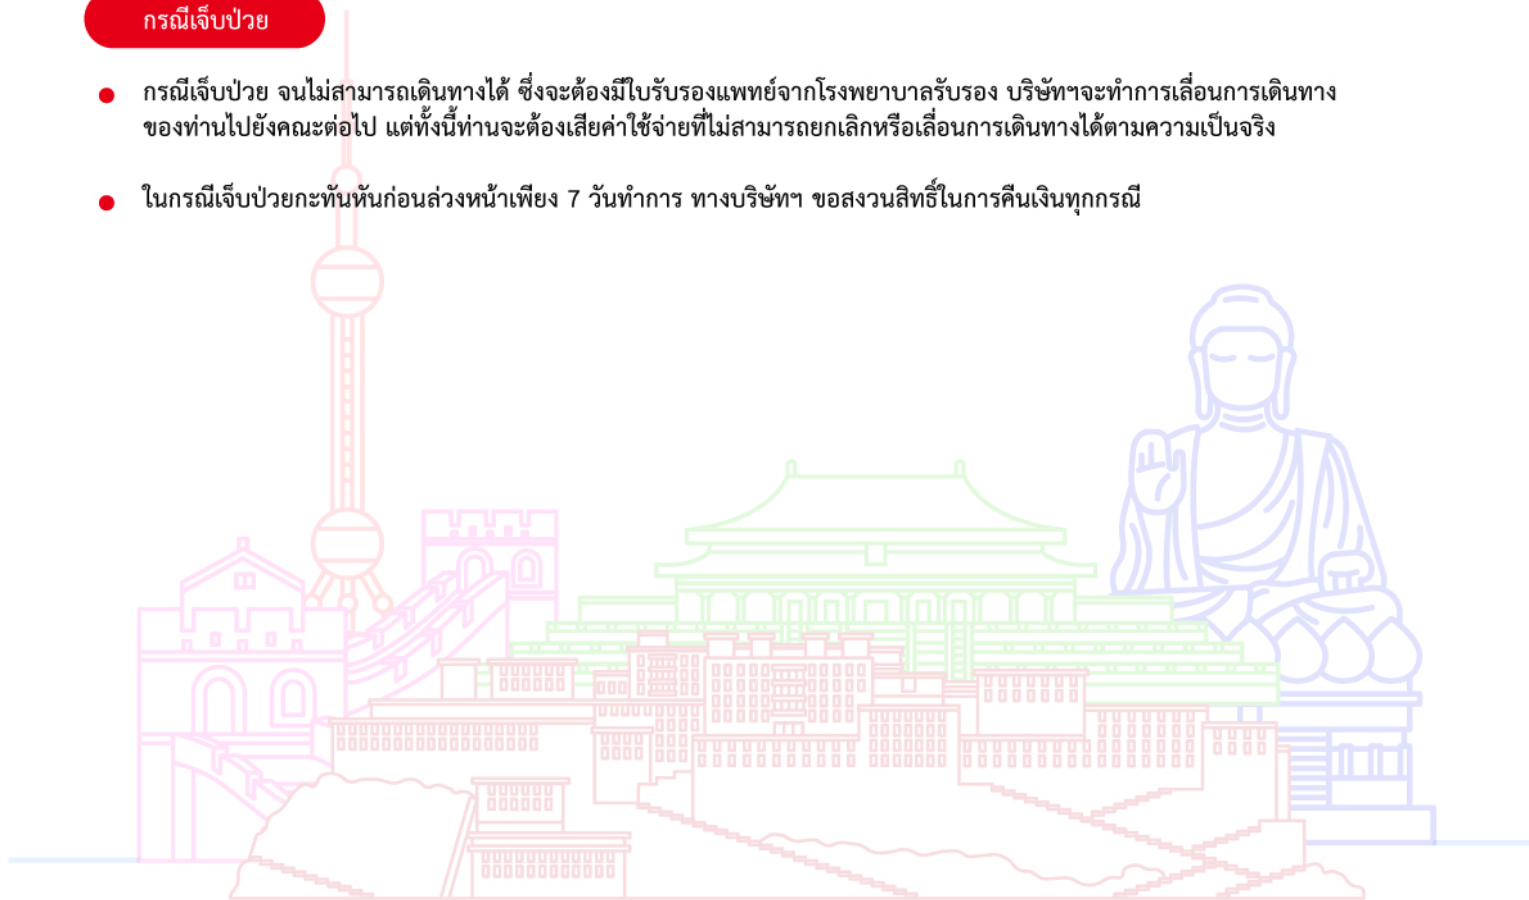 กรณีเจ็บป่วย
กรณีเจ็บป่วย จนไม่สามารถเดินทางได้ ซึ่งจะต้องมีใบรับรองแพทย์จากโรงพยาบาลรับรอง บริษัทฯจะทำการเลื่อนการเดินทาง
ของท่านไปยังคณะต่อไป แต่ทั้งนี้ท่านจะต้องเสียค่าใช้จ่ายที่ไม่สามารถยกเลิกหรือเลื่อนการเดินทางได้ตามความเป็นจริง
ในกรณีเจ็บป่วยกะทันหันก่อนล่วงหน้าเพียง 7 วันทำการ ทางบริษัทฯ ขอสงวนสิทธิ์ในการคืนเงินทุกกรณี